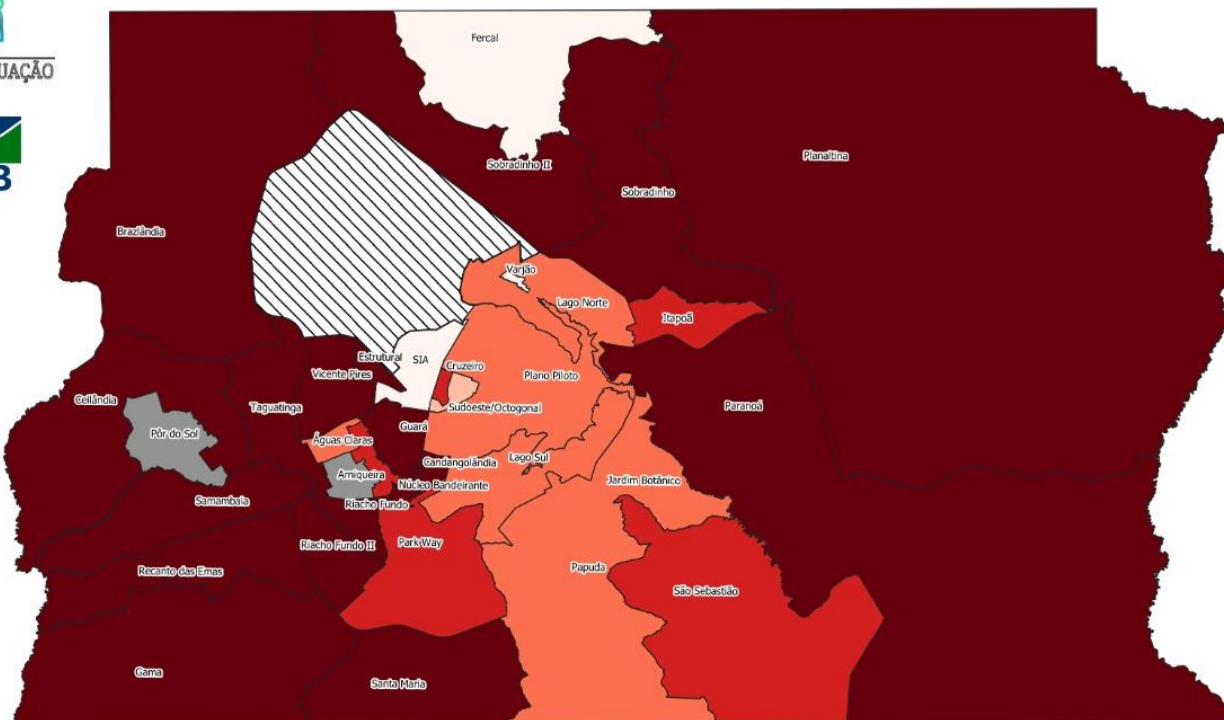 UAÇÃO
Fercal
B
Planaltina
Sobradinho II
Sobradinho
Brazlândia
Varjão
Lago Norte
Itapoã
Estrutural
SIA
Cruzeiro
Vicente Pires
Plano Piloto
Ceilândia
Taguatinga
Sudoeste/Octogonal
Paranoá
Guará
Pôr do Sol
Águas Claras
Candangolândia
Lago Sul
Arniqueira
Núcleo Bandeirante
Jardim Botânico
Samambaia
Riacho Fundo
Riacho Fundo II
Park Way
Recanto das Emas
Papuda
São Sebastião
Gama
Santa Maria